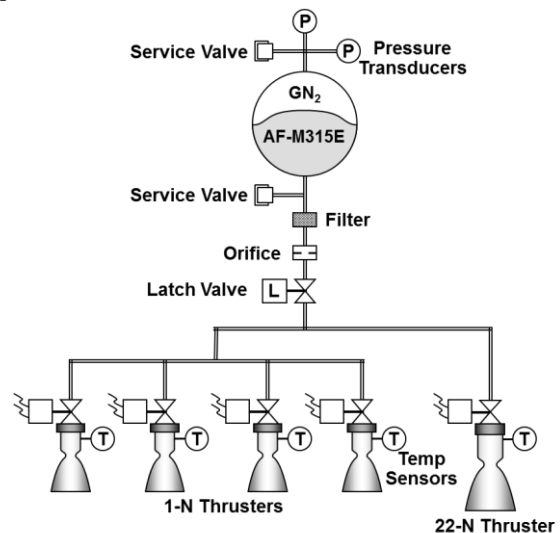 P
Service Valve
P
Pressure
Transducers
GN₂
AF-M315E
Service Valve
Filter
Orifice
Latch Valve
L
T
T
T
T
T
Temp
Sensors
1-N Thrusters
22-N Thruster